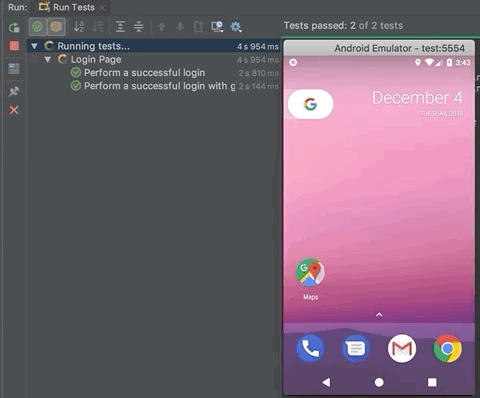 Run: Run Tests
Tests passed: 2 of 2 tests
Running tests... 4 s 954 ms
Login Page 4 s 954 ms
Perform a successful login 2 s 810 ms
Perform a successful login with g 2 s 144 ms
Android Emulator - test:5554
3:43
G
December 4
TUESDAY, 2018
Maps